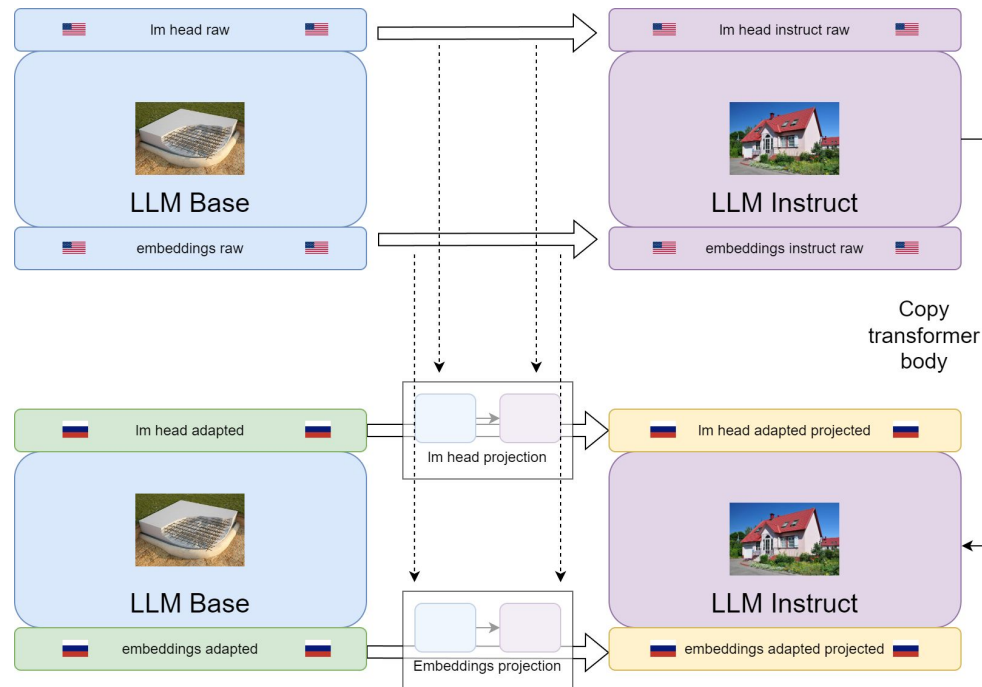 lm head raw
lm head instruct raw
LLM Base
LLM Instruct
embeddings raw
embeddings instruct raw
Copy
transformer
body
lm head adapted
lm head projection
lm head adapted projected
LLM Base
LLM Instruct
embeddings adapted
Embeddings projection
embeddings adapted projected